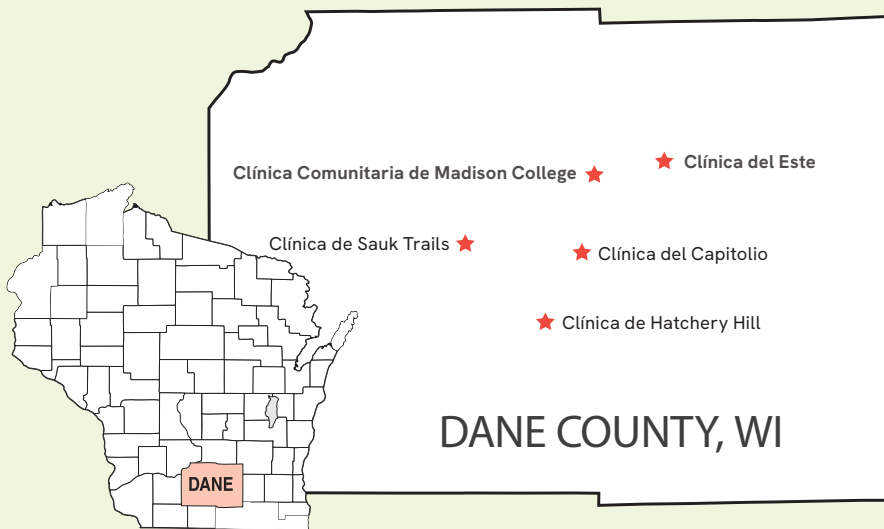 Clínica del Este
Clínica Comunitaria de Madison College
Clínica de Sauk Trails
Clínica del Capitolio
Clínica de Hatchery Hill
DANE COUNTY, WI
DANE